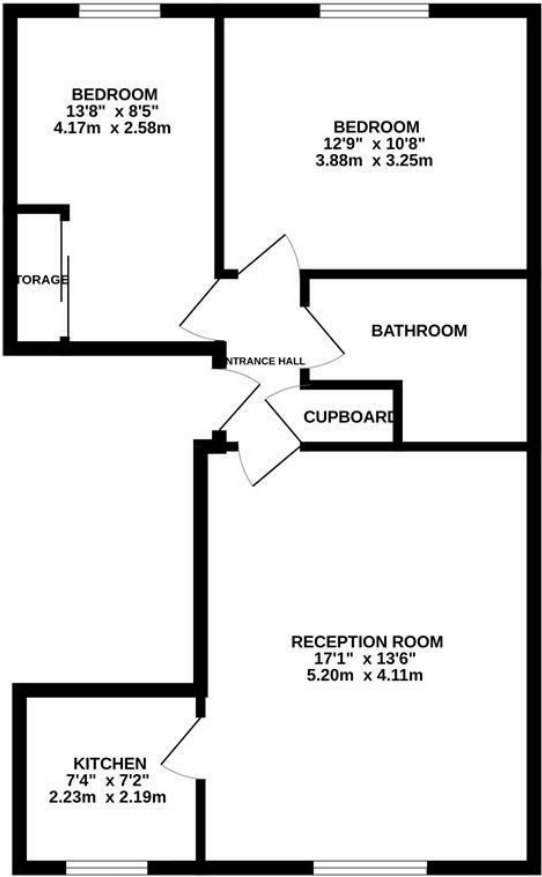 BEDROOM
13'8" x 8'5"
4.17m x 2.58m
BEDROOM
12'9" x 10'8"
3.88m x 3.25m
TORAGE
BATHROOM
NTRANCE HALL
CUPBOARD
RECEPTION ROOM
17'1" x 13'6"
5.20m x 4.11m
KITCHEN
7'4" x 7'2"
2.23m x 2.19m